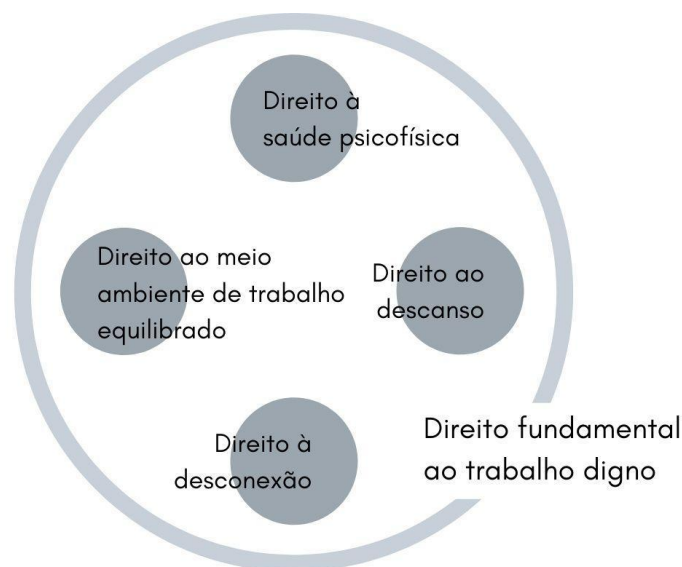 Direito à
saúde psicofísica
Direito ao meio
ambiente de trabalho
equilibrado
Direito ao
descanso
Direito à
desconexão
Direito fundamental
ao trabalho digno